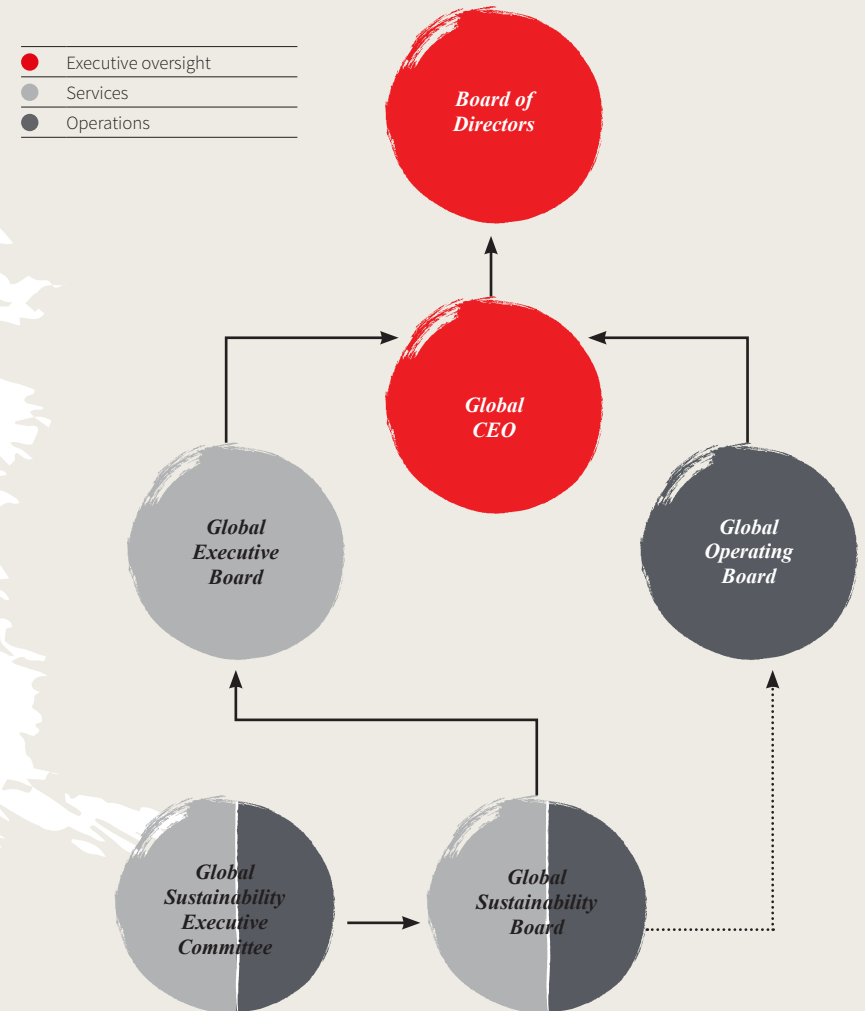 Executive oversight
Services
Operations
Board of
Directors
Global
CEO
Global
Executive
Board
Global
Operating
Board
Global
Sustainability
Executive
Committee
Global
Sustainability
Board